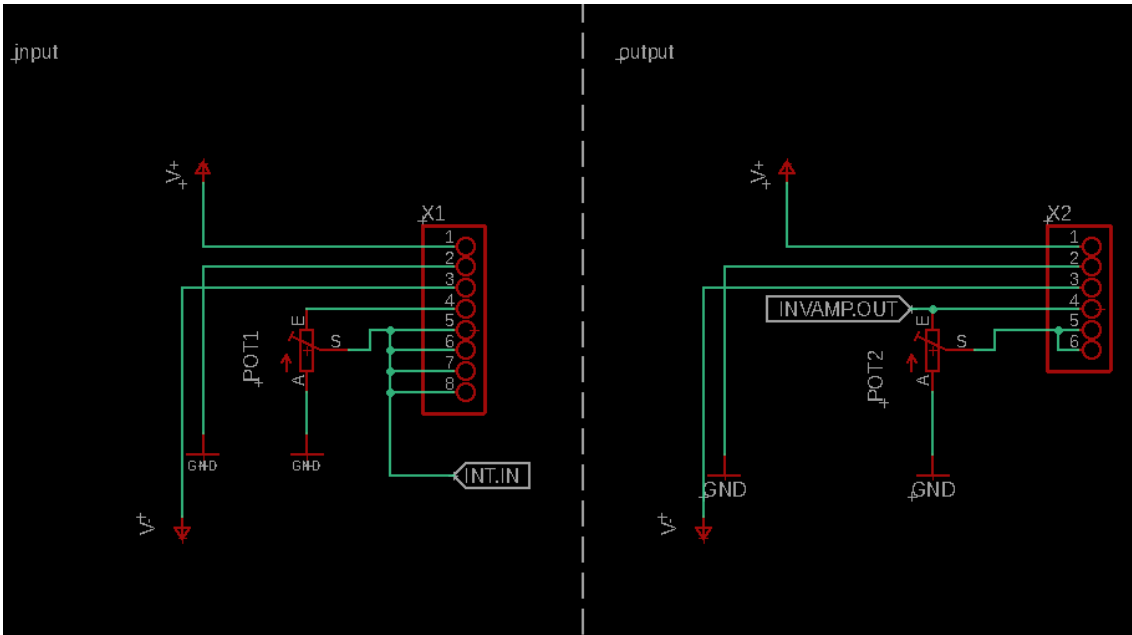 input
output
V+
V+
X1
X2
1
2
3
4
5
6
7
8
1
2
3
4
5
6
E
S
A
POT1
INVAMP.OUT
E
S
A
POT2
GND
GND
INT.IN
GND
GND
V-
V-